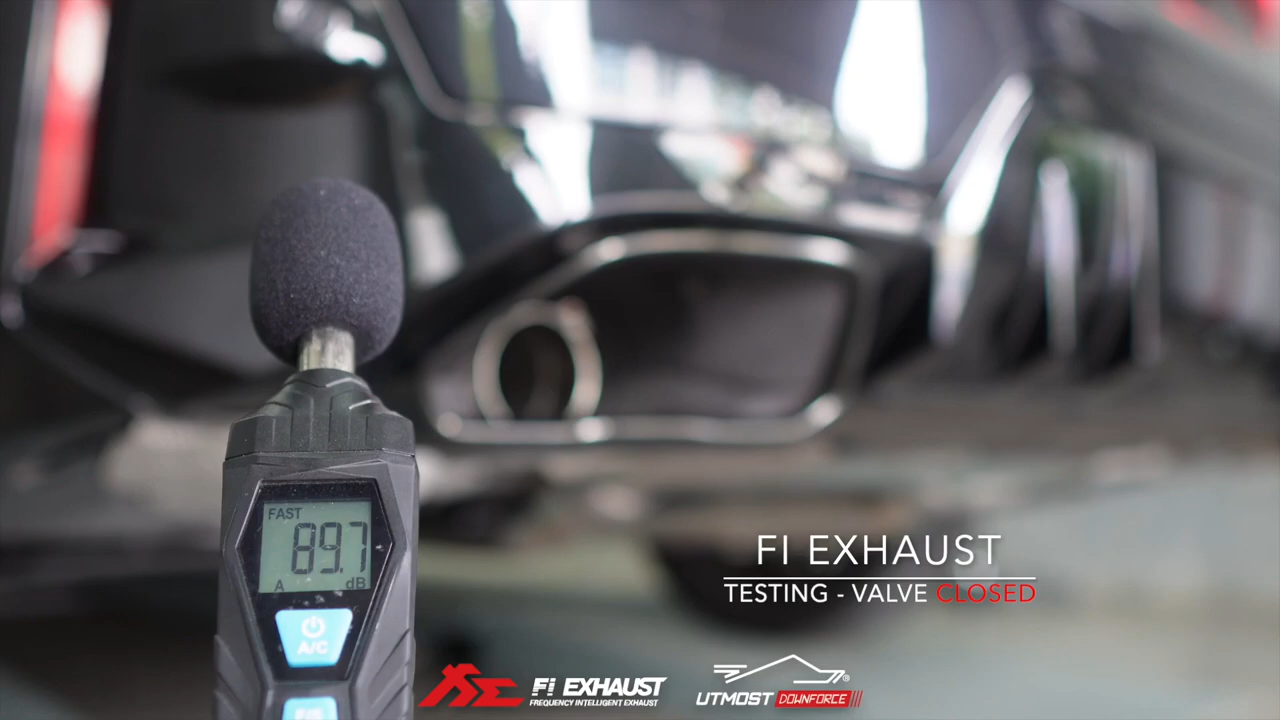 FAST
89.7
A dB
A/C
FI EXHAUST
TESTING - VALVE CLOSED
Fi EXHAUST
FREQUENCY INTELLIGENT EXHAUST
UTMOST DOWNFORCE